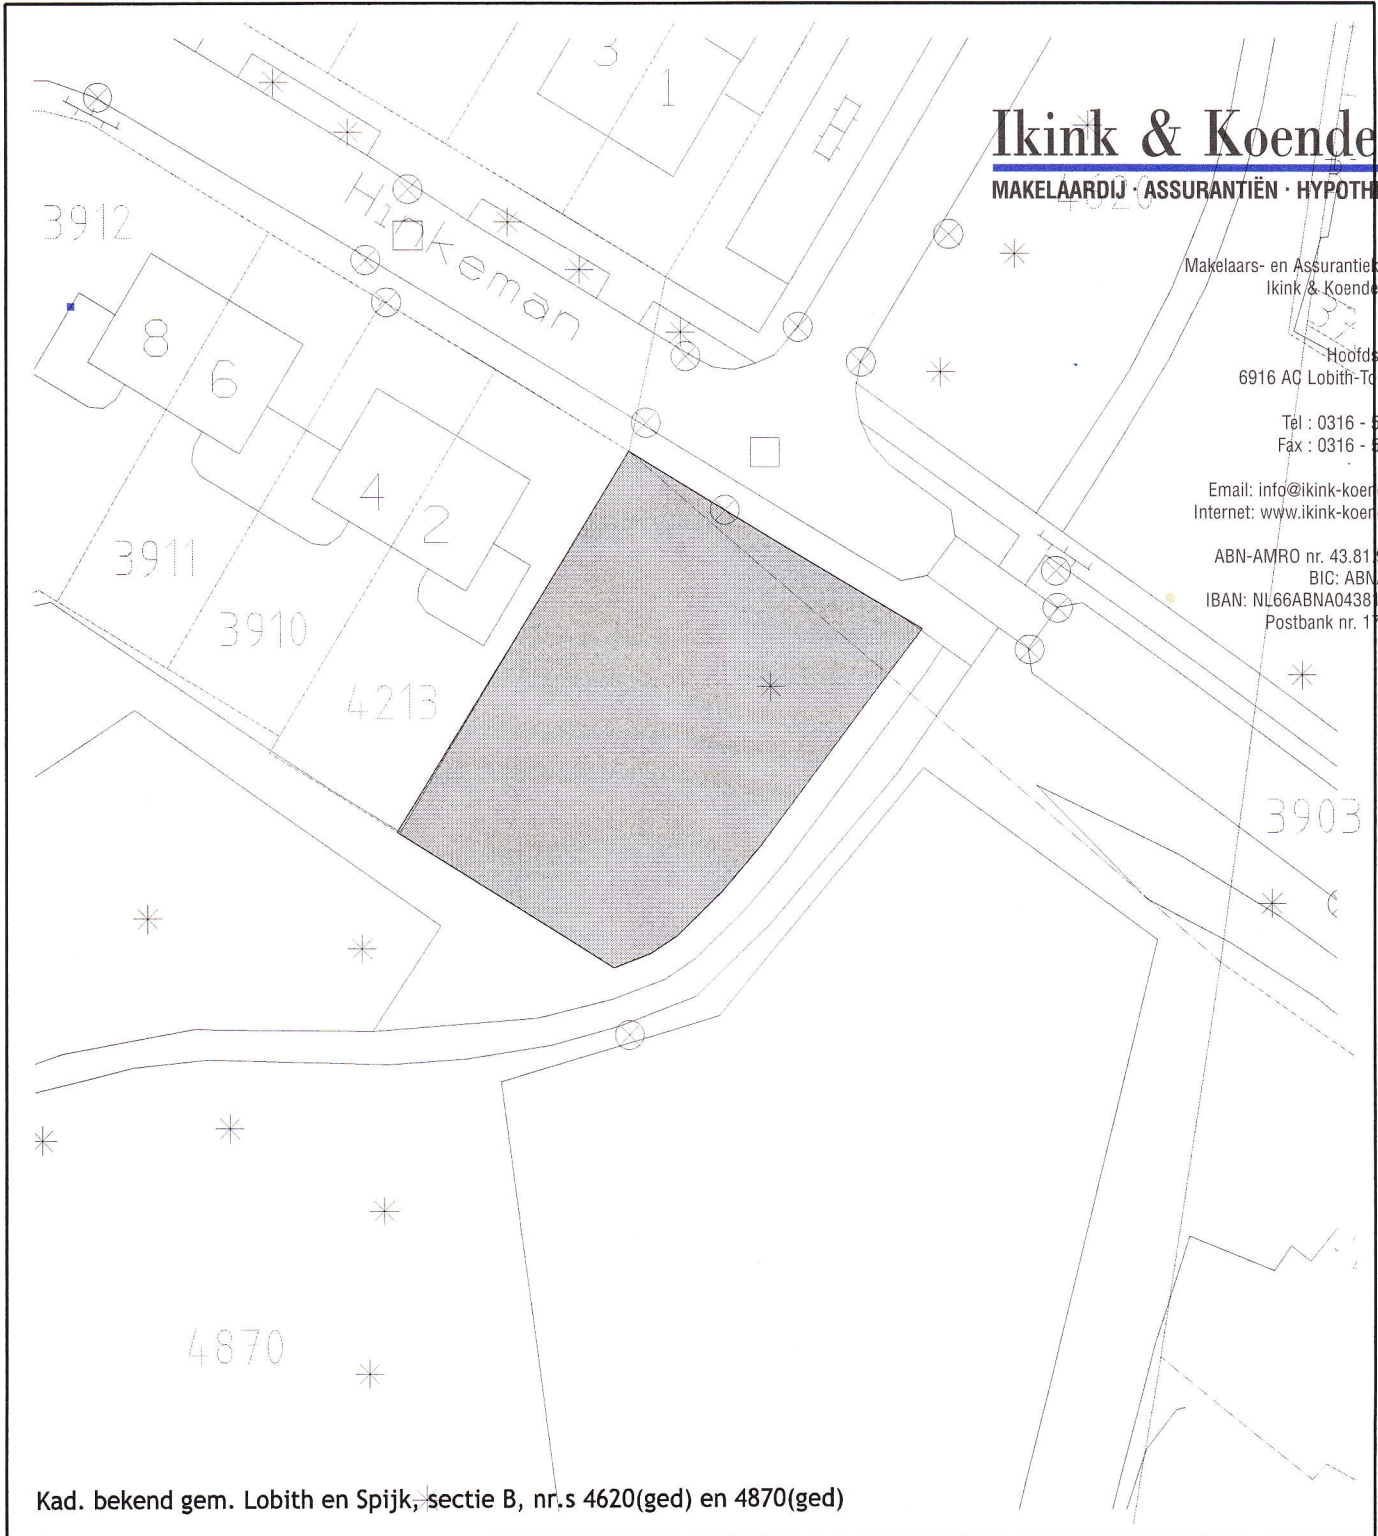 3
1
Ikink & Koende
MAKELAARDIJ · ASSURANTIËN · HYPOTH
4620
3912
Hinkeman
Makelaars- en Assurantiek
Ikink & Koende
8
6
Hoofds
6916 AC Lobith-To
Tel : 0316 - 5
Fax : 0316 - 5
4
2
Email: info@ikink-koen
Internet: www.ikink-koen
3911
ABN-AMRO nr. 43.81.
BIC: ABN
IBAN: NL66ABNA04381
Postbank nr. 17
3910
4213
3903
4870
Kad. bekend gem. Lobith en Spijk, sectie B, nr.s 4620(ged) en 4870(ged)